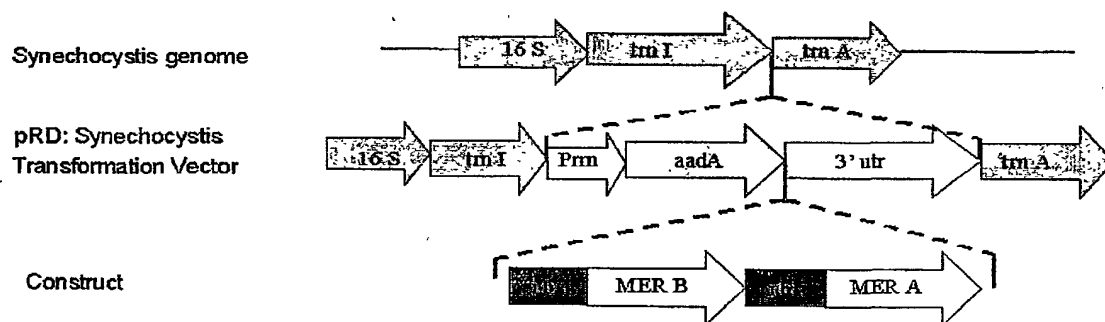 Synechocystis genome
16 S trn I trn A
pRD: Synechocystis
Transformation Vector
16 S trn I Prrn aadA 3' utr trn A
Construct
MER B MER A